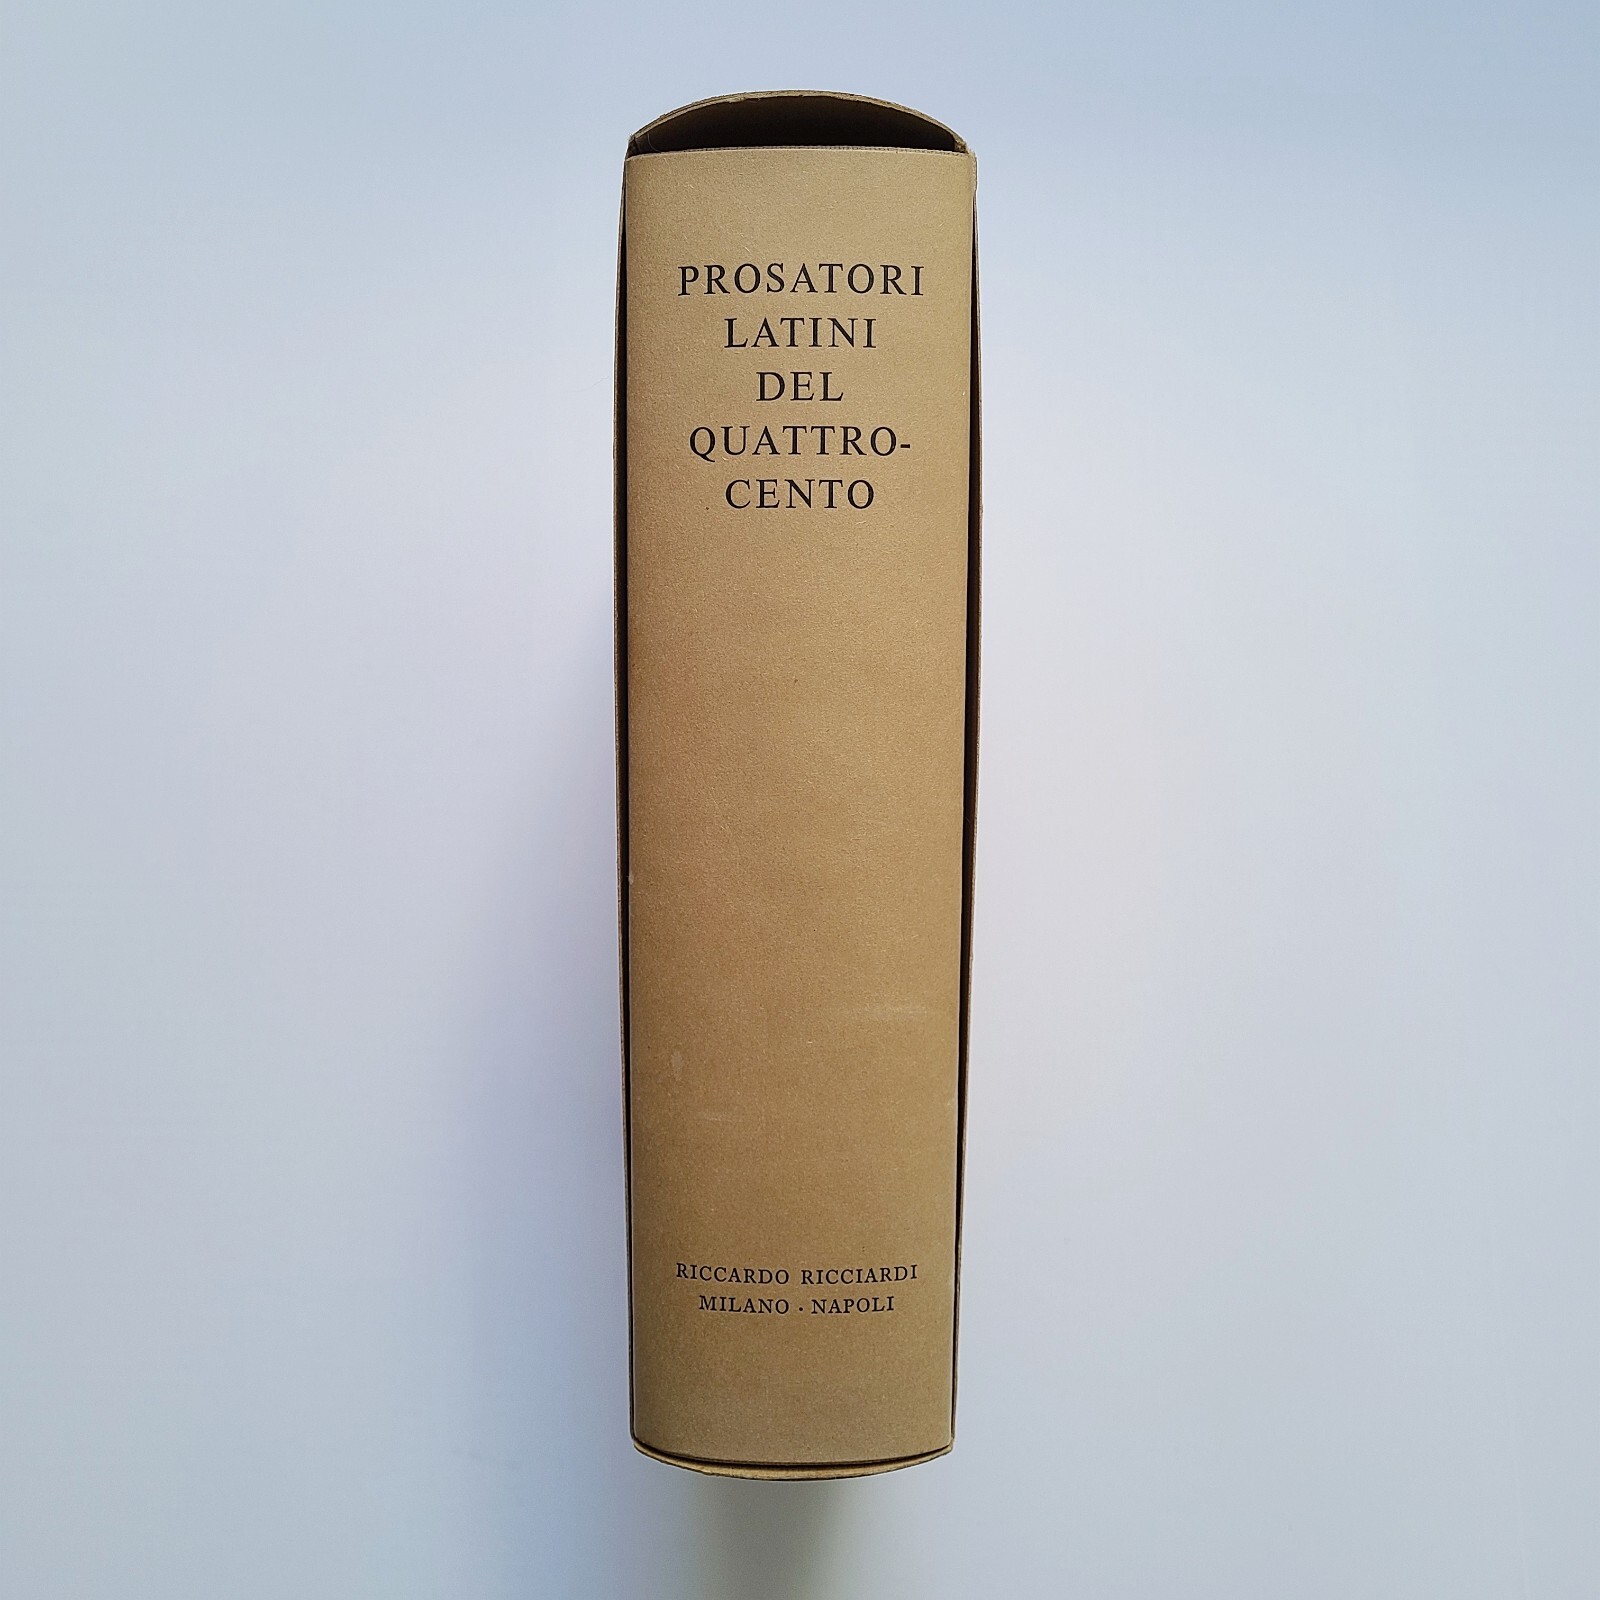 PROSATORI
LATINI
DEL
QUATTRO-
CENTO
RICCARDO RICCIARDI
MILANO · NAPOLI